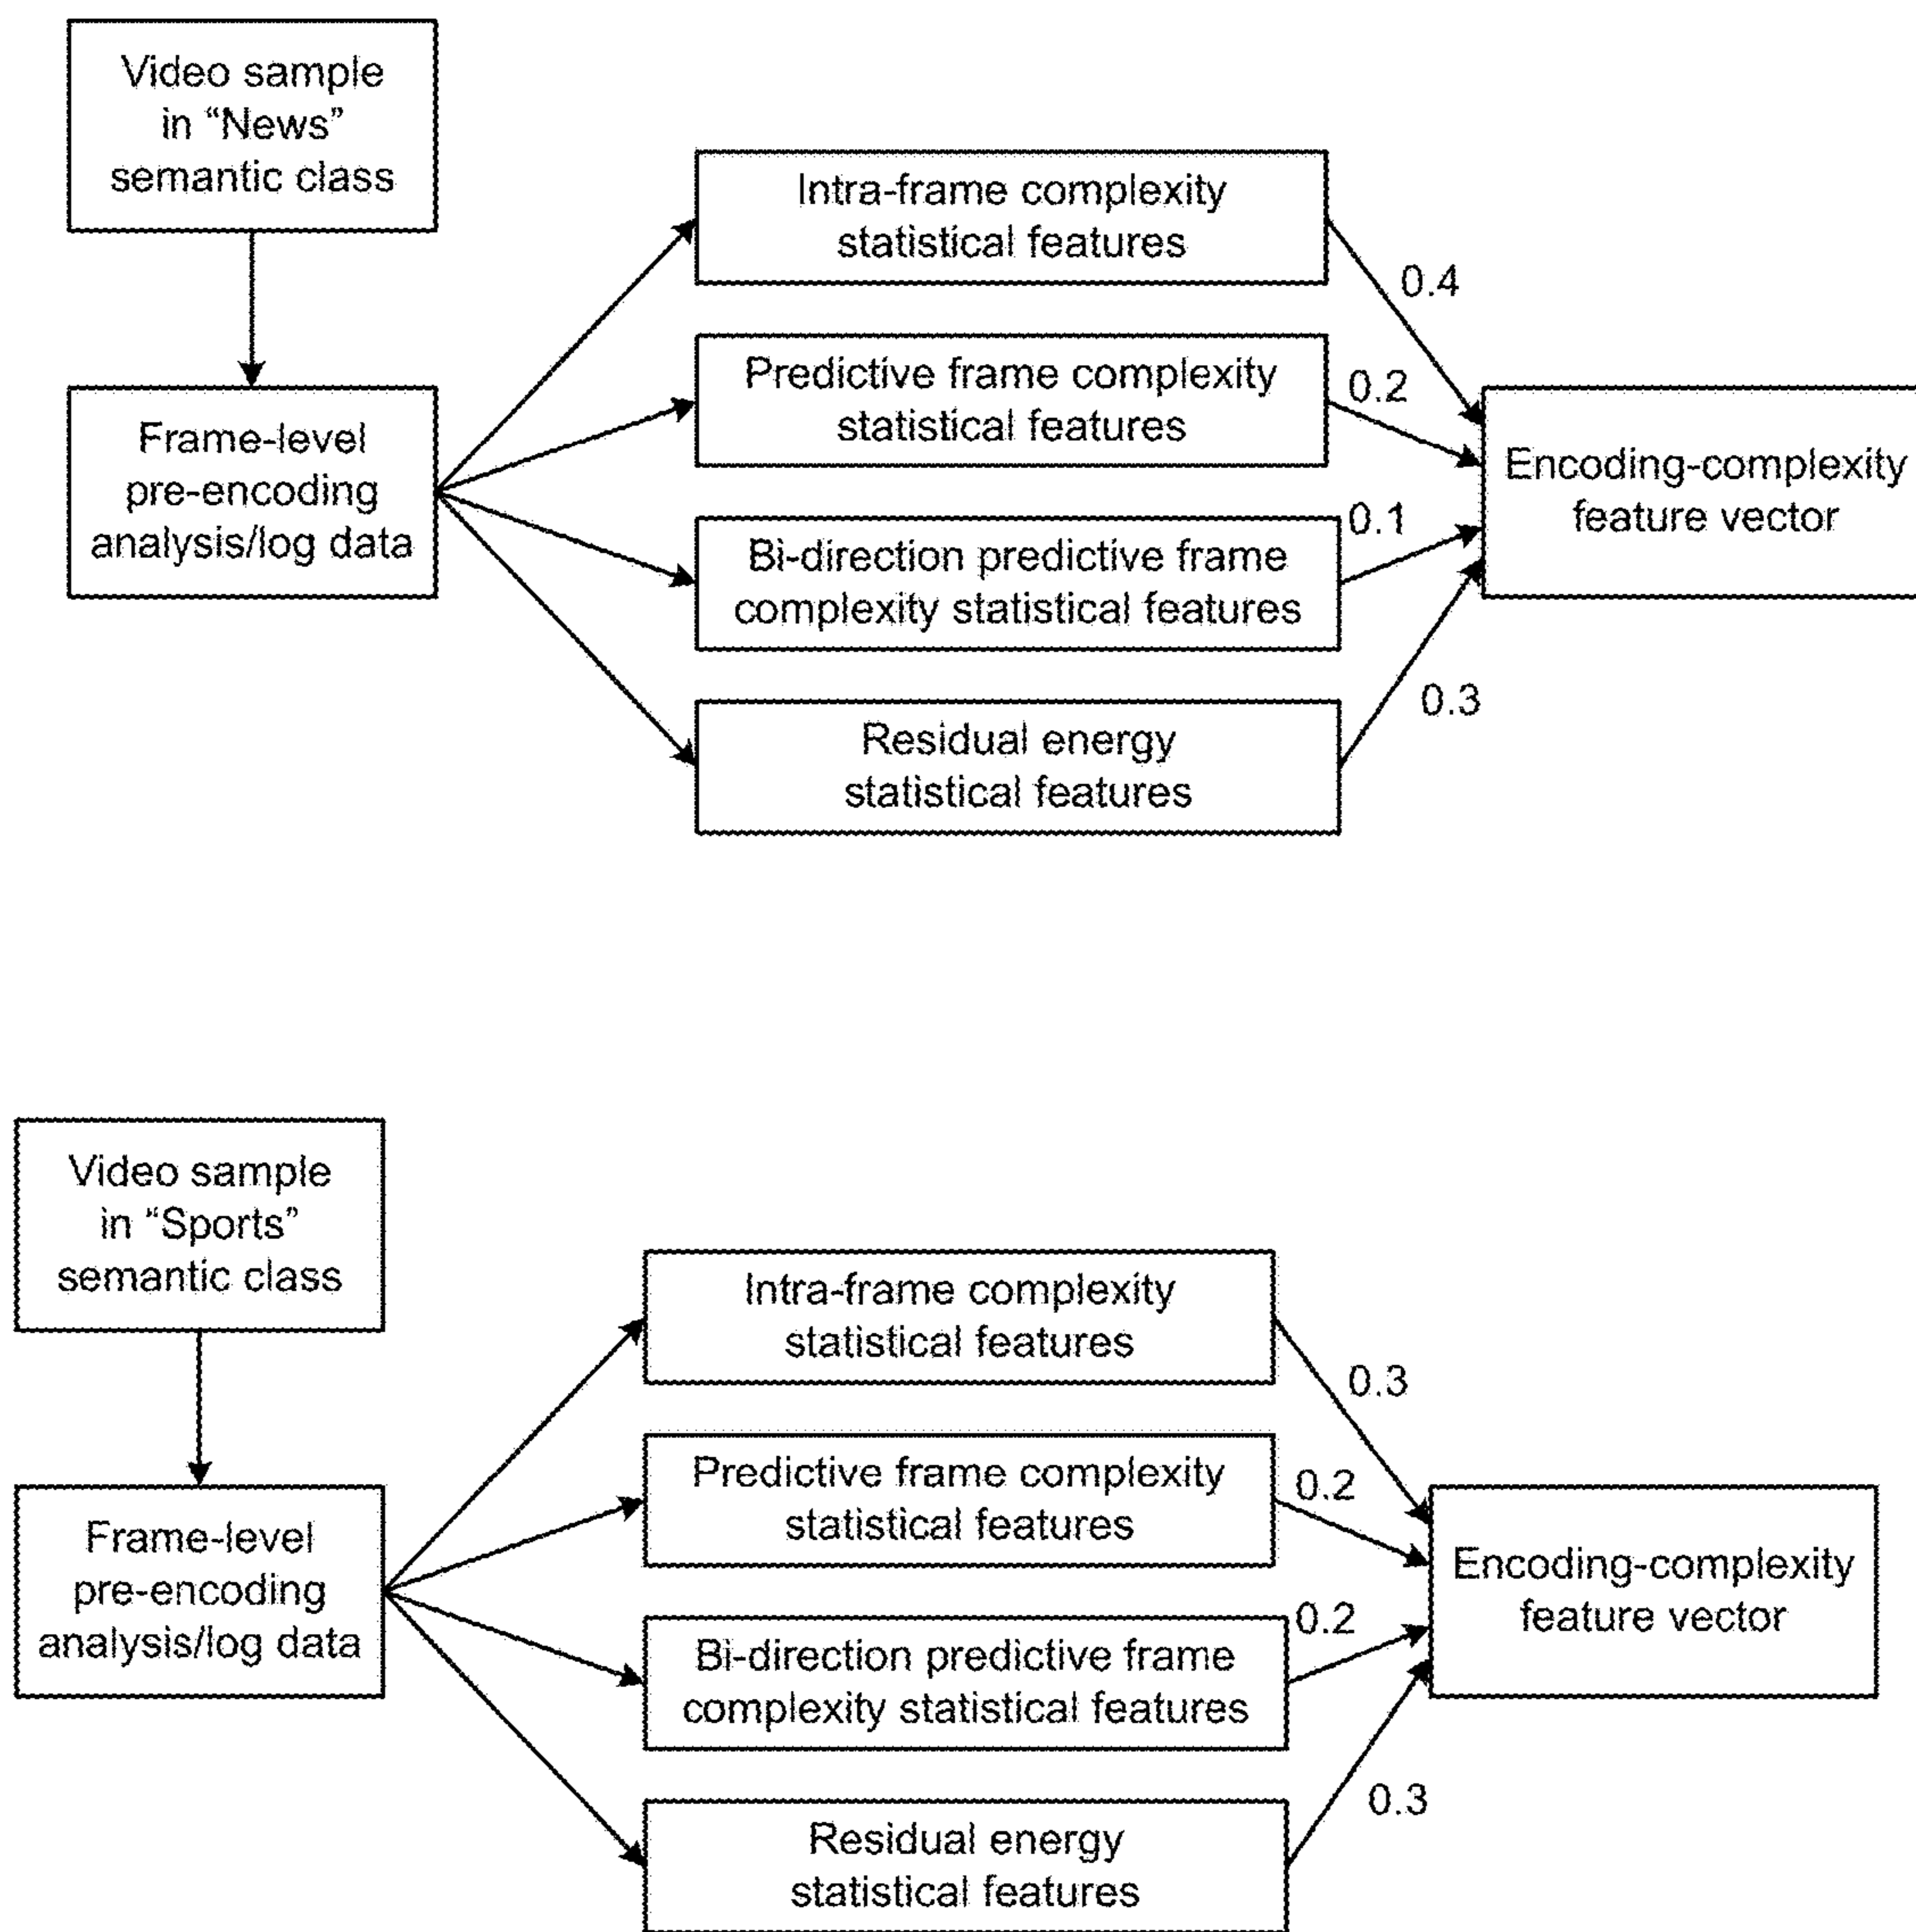 Video sample
in “News”
semantic class
Frame-level
pre-encoding
analysis/log data
Intra-frame complexity
statistical features
Predictive frame complexity
statistical features
Bi-direction predictive frame
complexity statistical features
Residual energy
statistical features
0.4
0.2
0.1
0.3
Encoding-complexity
feature vector
Video sample
in “Sports”
semantic class
Frame-level
pre-encoding
analysis/log data
Intra-frame complexity
statistical features
Predictive frame complexity
statistical features
Bi-direction predictive frame
complexity statistical features
Residual energy
statistical features
0.3
0.2
0.2
0.3
Encoding-complexity
feature vector